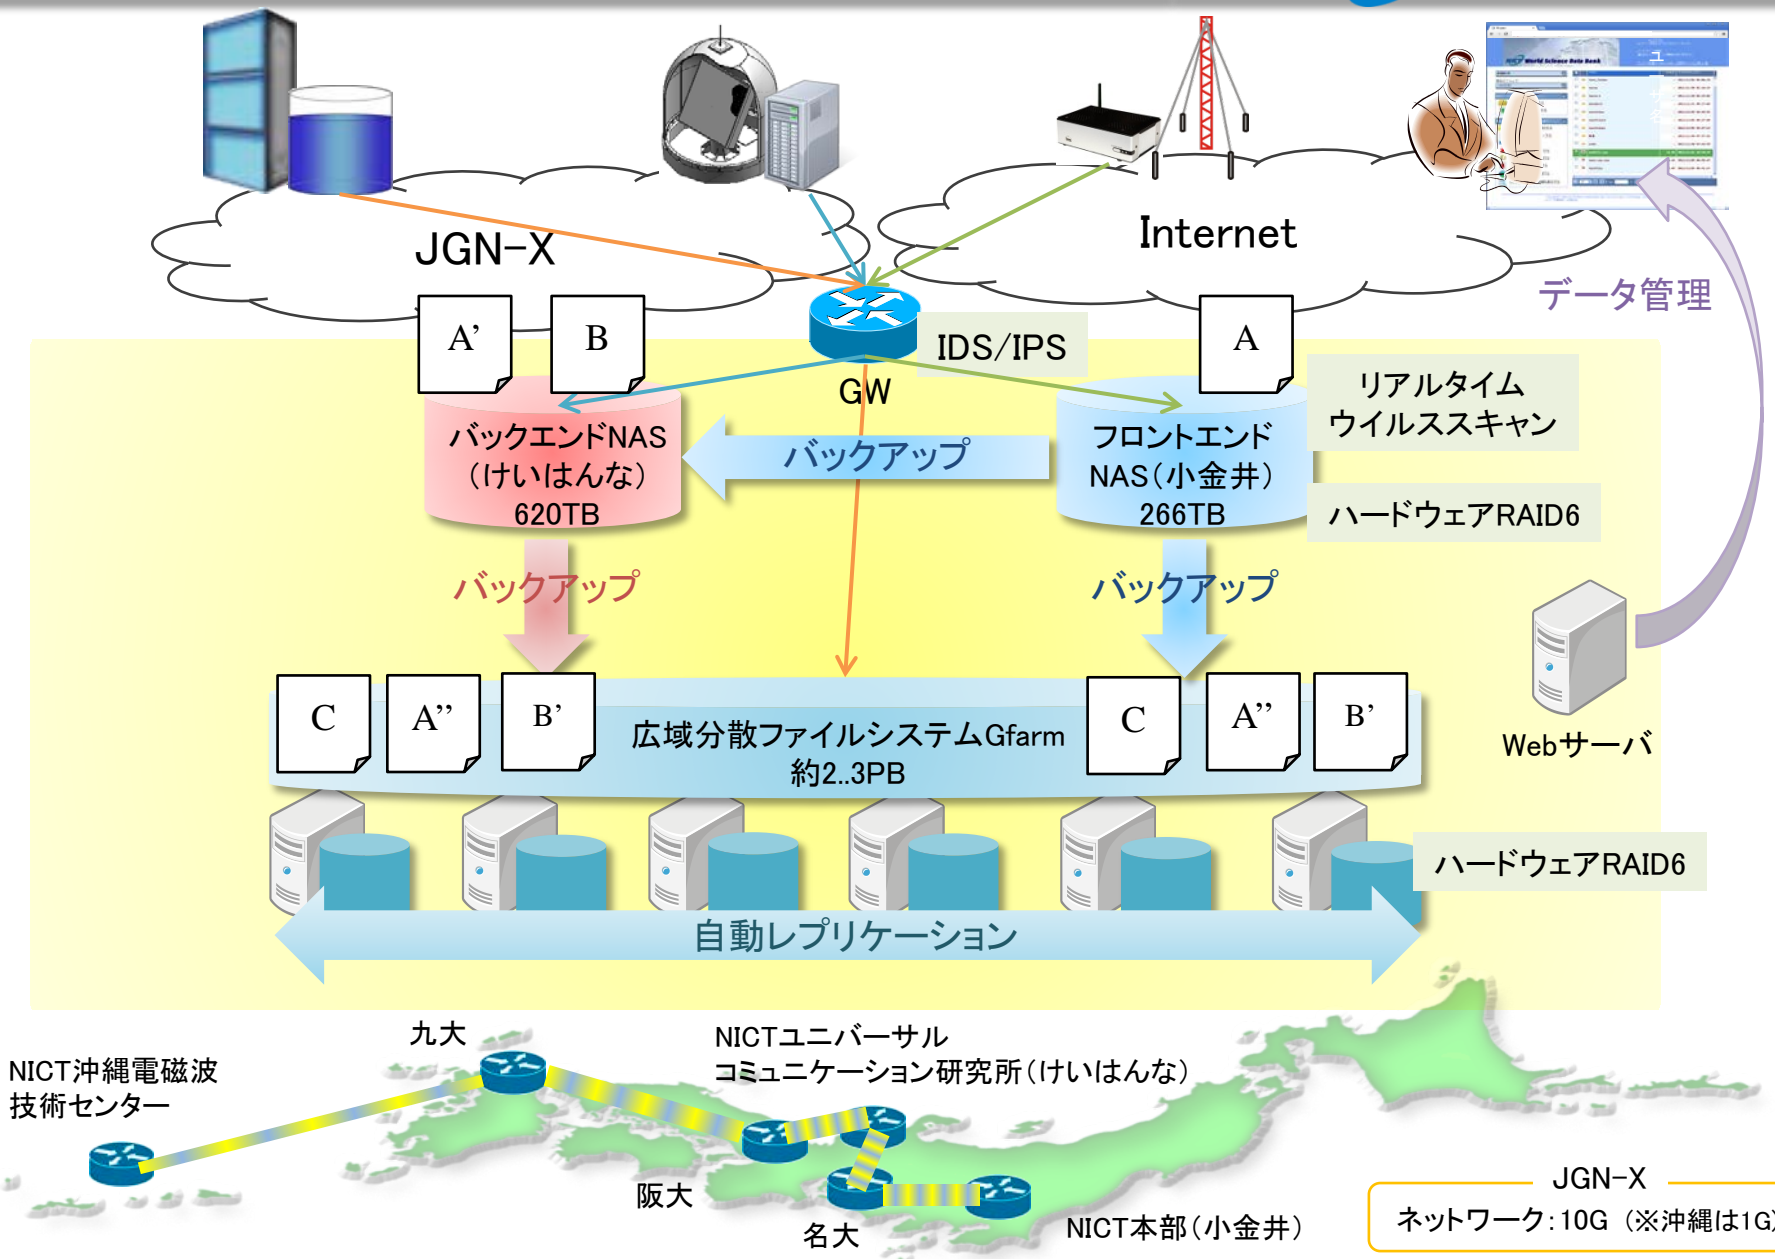 NICT World Science Data Bank
JGN-X
Internet
データ管理
A’
B
IDS/IPS
A
GW
リアルタイム
ウイルススキャン
バックエンドNAS
(けいはんな)
620TB
バックアップ
フロントエンド
NAS(小金井)
266TB
ハードウェアRAID6
バックアップ
バックアップ
C
A’’
B’
広域分散ファイルシステムGfarm
約2..3PB
C
A’’
B’
Webサーバ
ハードウェアRAID6
自動レプリケーション
九大
NICTユニバーサル
コミュニケーション研究所(けいはんな)
NICT沖縄電磁波
技術センター
阪大
名大
NICT本部(小金井)
JGN-X
ネットワーク:10G (※沖縄は1G)